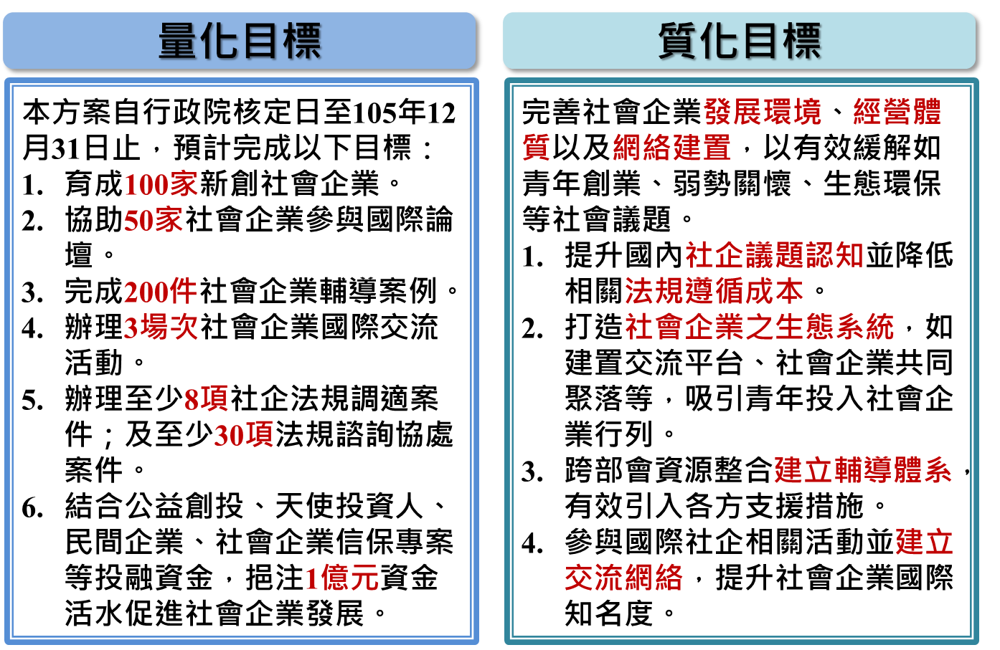 量化目標
本方案自行政院核定日至105年12
月31日止，預計完成以下目標：
1. 育成100家新創社會企業。
2. 協助50家社會企業參與國際論
壇。
3. 完成200件社會企業輔導案例。
4. 辦理3場次社會企業國際交流
活動。
5. 辦理至少8項社企法規調適案
件；及至少30項法規諮詢協處
案件。
6. 結合公益創投、天使投資人、
民間企業、社會企業信保專案
等投融資金，挹注1億元資金
活水促進社會企業發展。
質化目標
完善社會企業發展環境、經營體
質以及網絡建置，以有效緩解如
青年創業、弱勢關懷、生態環保
等社會議題。
1. 提升國內社企議題認知並降低
相關法規遵循成本。
2. 打造社會企業之生態系統，如
建置交流平台、社會企業共同
聚落等，吸引青年投入社會企
業行列。
3. 跨部會資源整合建立輔導體系，
有效引入各方支援措施。
4. 參與國際社企相關活動並建立
交流網絡，提升社會企業國際
知名度。